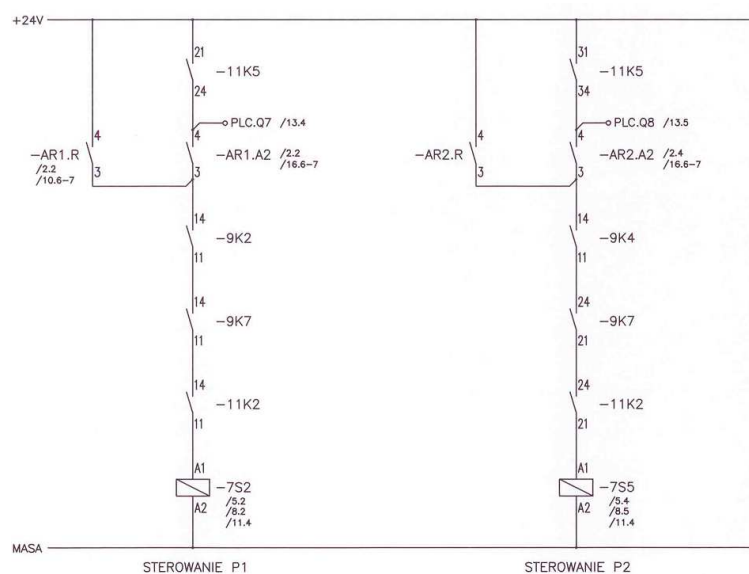 +24V
21
-11K5
24
PLC.Q7 /13.4
4
4
-AR1.R
/2.2
/10.6-7
3
-AR1.A2 /2.2
/16.6-7
3
14
-9K2
11
14
-9K7
11
14
-11K2
11
A1
-7S2
/5.2
/8.2
/11.4
A2
31
-11K5
34
PLC.Q8 /13.5
4
4
-AR2.R
3
-AR2.A2 /2.4
/16.6-7
3
14
-9K4
11
24
-9K7
21
24
-11K2
21
A1
-7S5
/5.4
/8.5
/11.4
A2
MASA
STEROWANIE P1
STEROWANIE P2